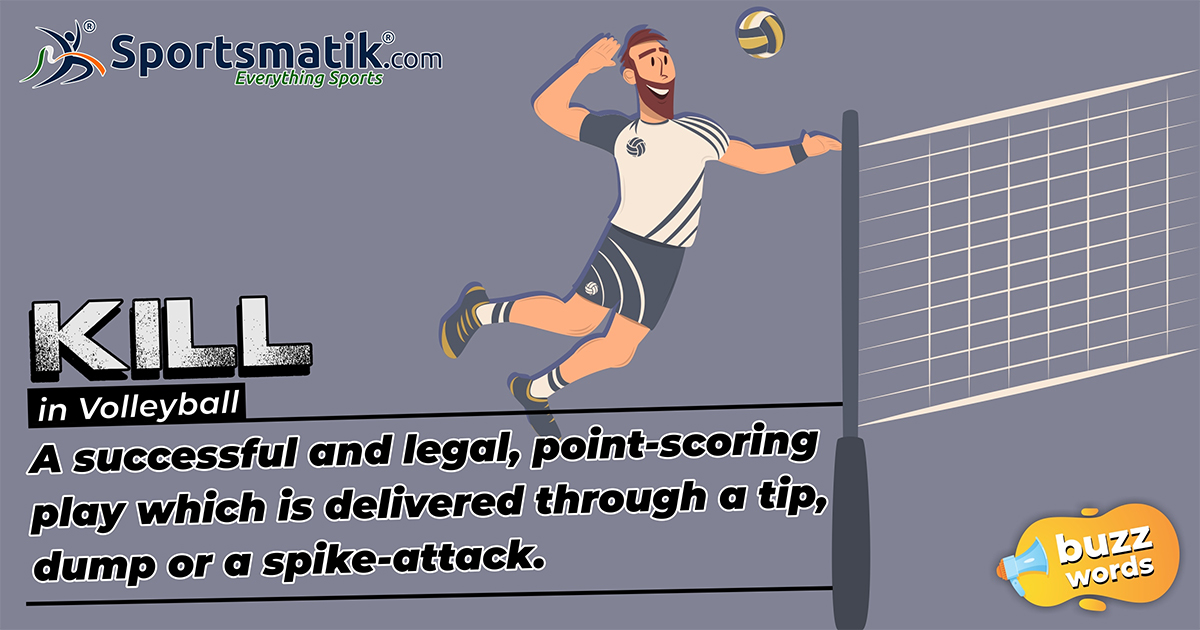 Sportsmatik®.com
Everything Sports
®
KILL
in Volleyball
A successful and legal, point-scoring
play which is delivered through a tip,
dump or a spike-attack.
buzz
words